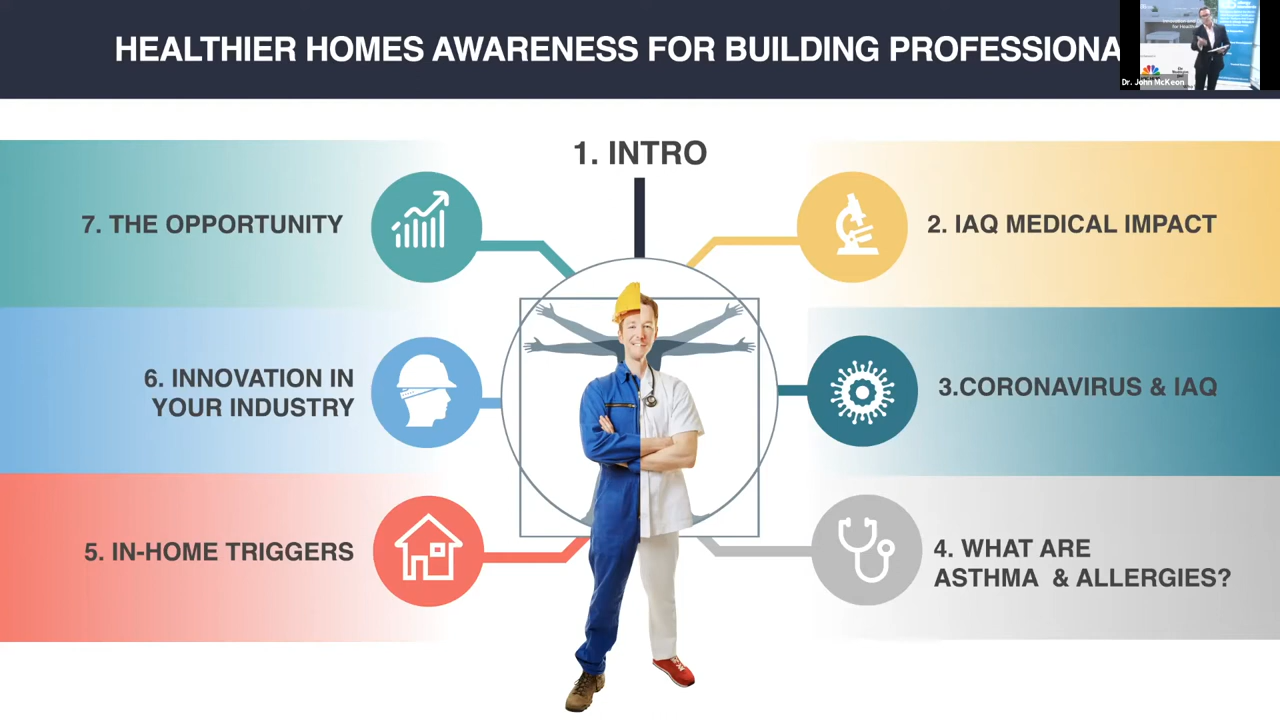 HEALTHIER HOMES AWARENESS FOR BUILDING PROFESSIONA
Dr. John McKeon
1. INTRO
7. THE OPPORTUNITY
2. IAQ MEDICAL IMPACT
6. INNOVATION IN
YOUR INDUSTRY
3.CORONAVIRUS & IAQ
5. IN-HOME TRIGGERS
4. WHAT ARE
ASTHMA & ALLERGIES?